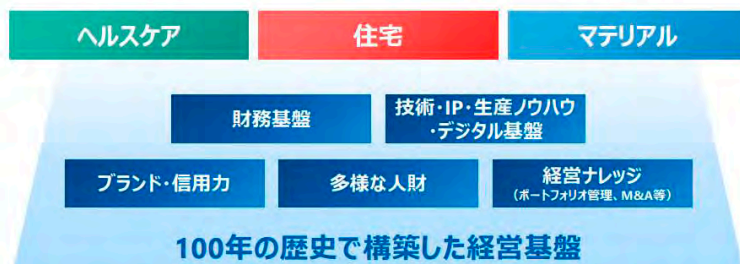 ヘルスケア
住宅
マテリアル
財務基盤
技術・IP・生産ノウハウ
・デジタル基盤
ブランド・信用力
多様な人財
経営ナレッジ
（ポートフォリオ管理、M&A等）
100年の歴史で構築した経営基盤